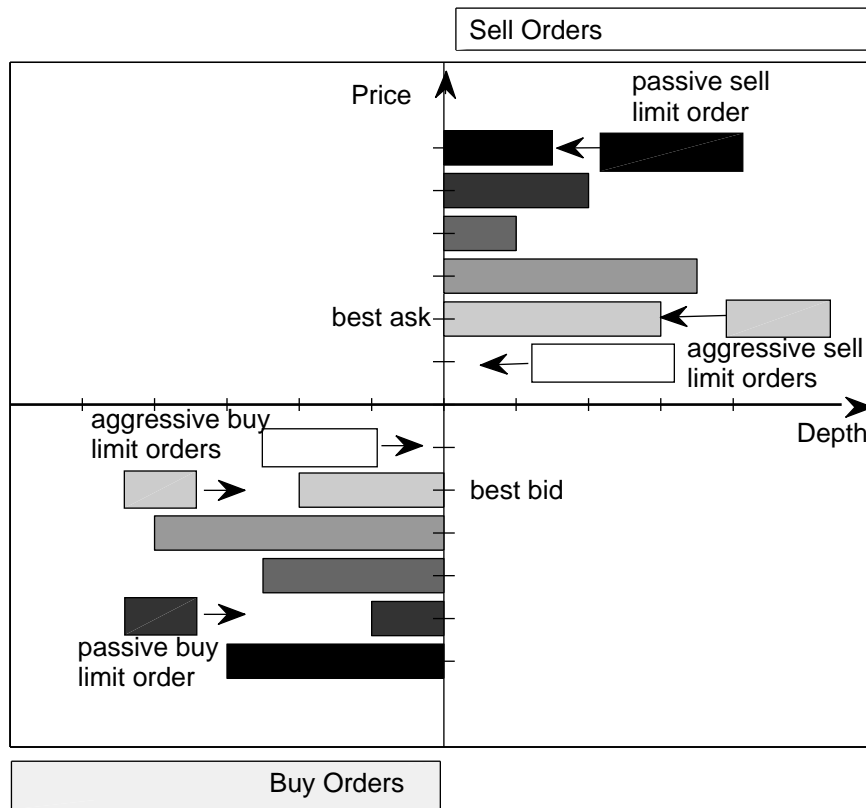 Sell Orders
passive sell
limit order
Price
best ask
aggressive sell
limit orders
Depth
aggressive buy
limit orders
best bid
passive buy
limit order
Buy Orders